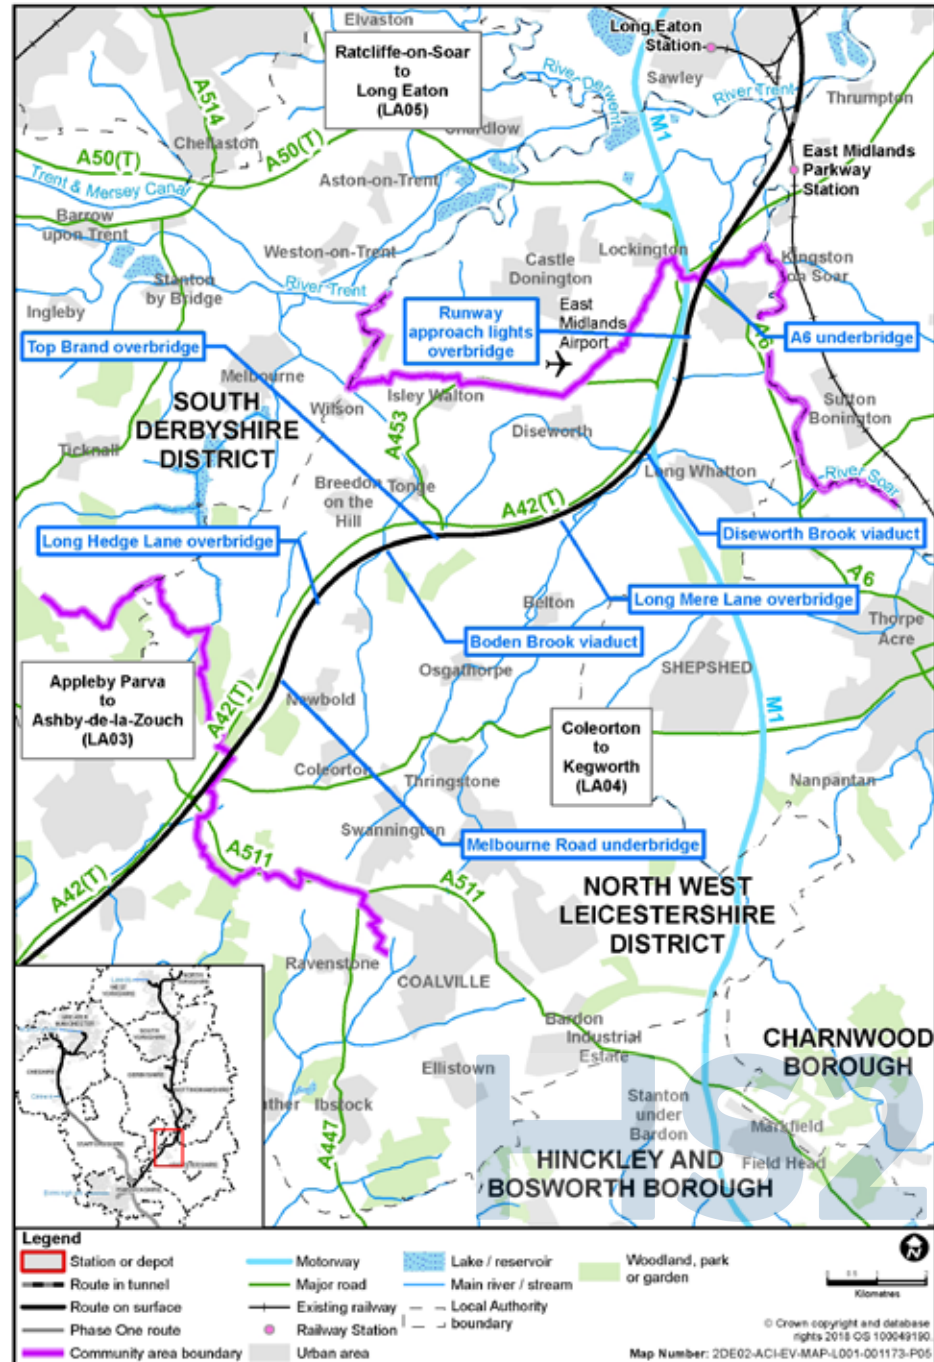 Elvaston
Long Eaton
Station
Ratcliffe-on-Soar
to
Long Eaton
(LA05)
River Derwent
Sawley
River Trent
Thrumpton
A514
M1
Chellaston
Shardlow
A50(T)
A50(T)
East Midlands
Parkway
Station
Trent & Mersey Canal
Aston-on-Trent
Barrow
upon Trent
Weston-on-Trent
Lockington
Castle
Donington
Kingston
on Soar
Stanton
by Bridge
River Trent
Ingleby
Runway
approach lights
overbridge
East
Midlands
Airport
A6
A6 underbridge
Top Brand overbridge
Melbourne
Isley Walton
Wilson
SOUTH
DERBYSHIRE
DISTRICT
Sutton
Bonington
A453
Diseworth
Ticknall
Long Whatton
River Soar
Breedon
on the
Hill
Tonge
A42(T)
Long Hedge Lane overbridge
Diseworth Brook viaduct
A6
Belton
Long Mere Lane overbridge
Thorpe
Acre
Boden Brook viaduct
Osgathorpe
SHEPSHED
Appleby Parva
to
Ashby-de-la-Zouch
(LA03)
A42(T)
Newbold
Coleorton
to
Kegworth
(LA04)
M1
Coleorton
Thringstone
Nanpantan
Swannington
Melbourne Road underbridge
A511
A42(T)
A511
NORTH WEST
LEICESTERSHIRE
DISTRICT
Ravenstone
COALVILLE
Bardon
Industrial
Estate
CHARNWOOD
BOROUGH
Ellistown
Ibstock
A447
Stanton
under
Bardon
Markfield
Field Head
HINCKLEY AND
BOSWORTH BOROUGH
HS2
Legend
Station or depot
Route in tunnel
Route on surface
Phase One route
Community area boundary
Motorway
Major road
Existing railway
Railway Station
Urban area
Lake / reservoir
Main river / stream
Local Authority
boundary
Woodland, park
or garden
Kilometres
© Crown copyright and database
rights 2018 OS 100049190.
Map Number: 2DE02-ACI-EV-MAP-L001-001173-P05